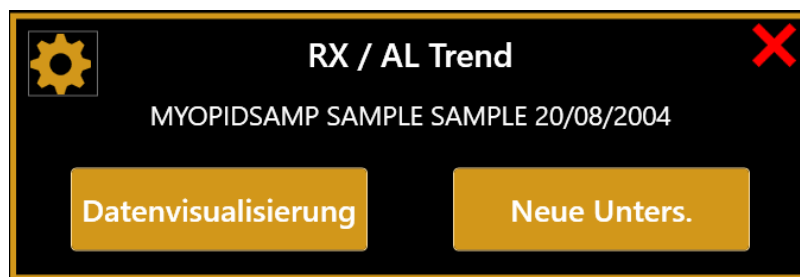 RX / AL Trend
MYOPIDSAMP SAMPLE SAMPLE 20/08/2004
Datenvisualisierung
Neue Unters.